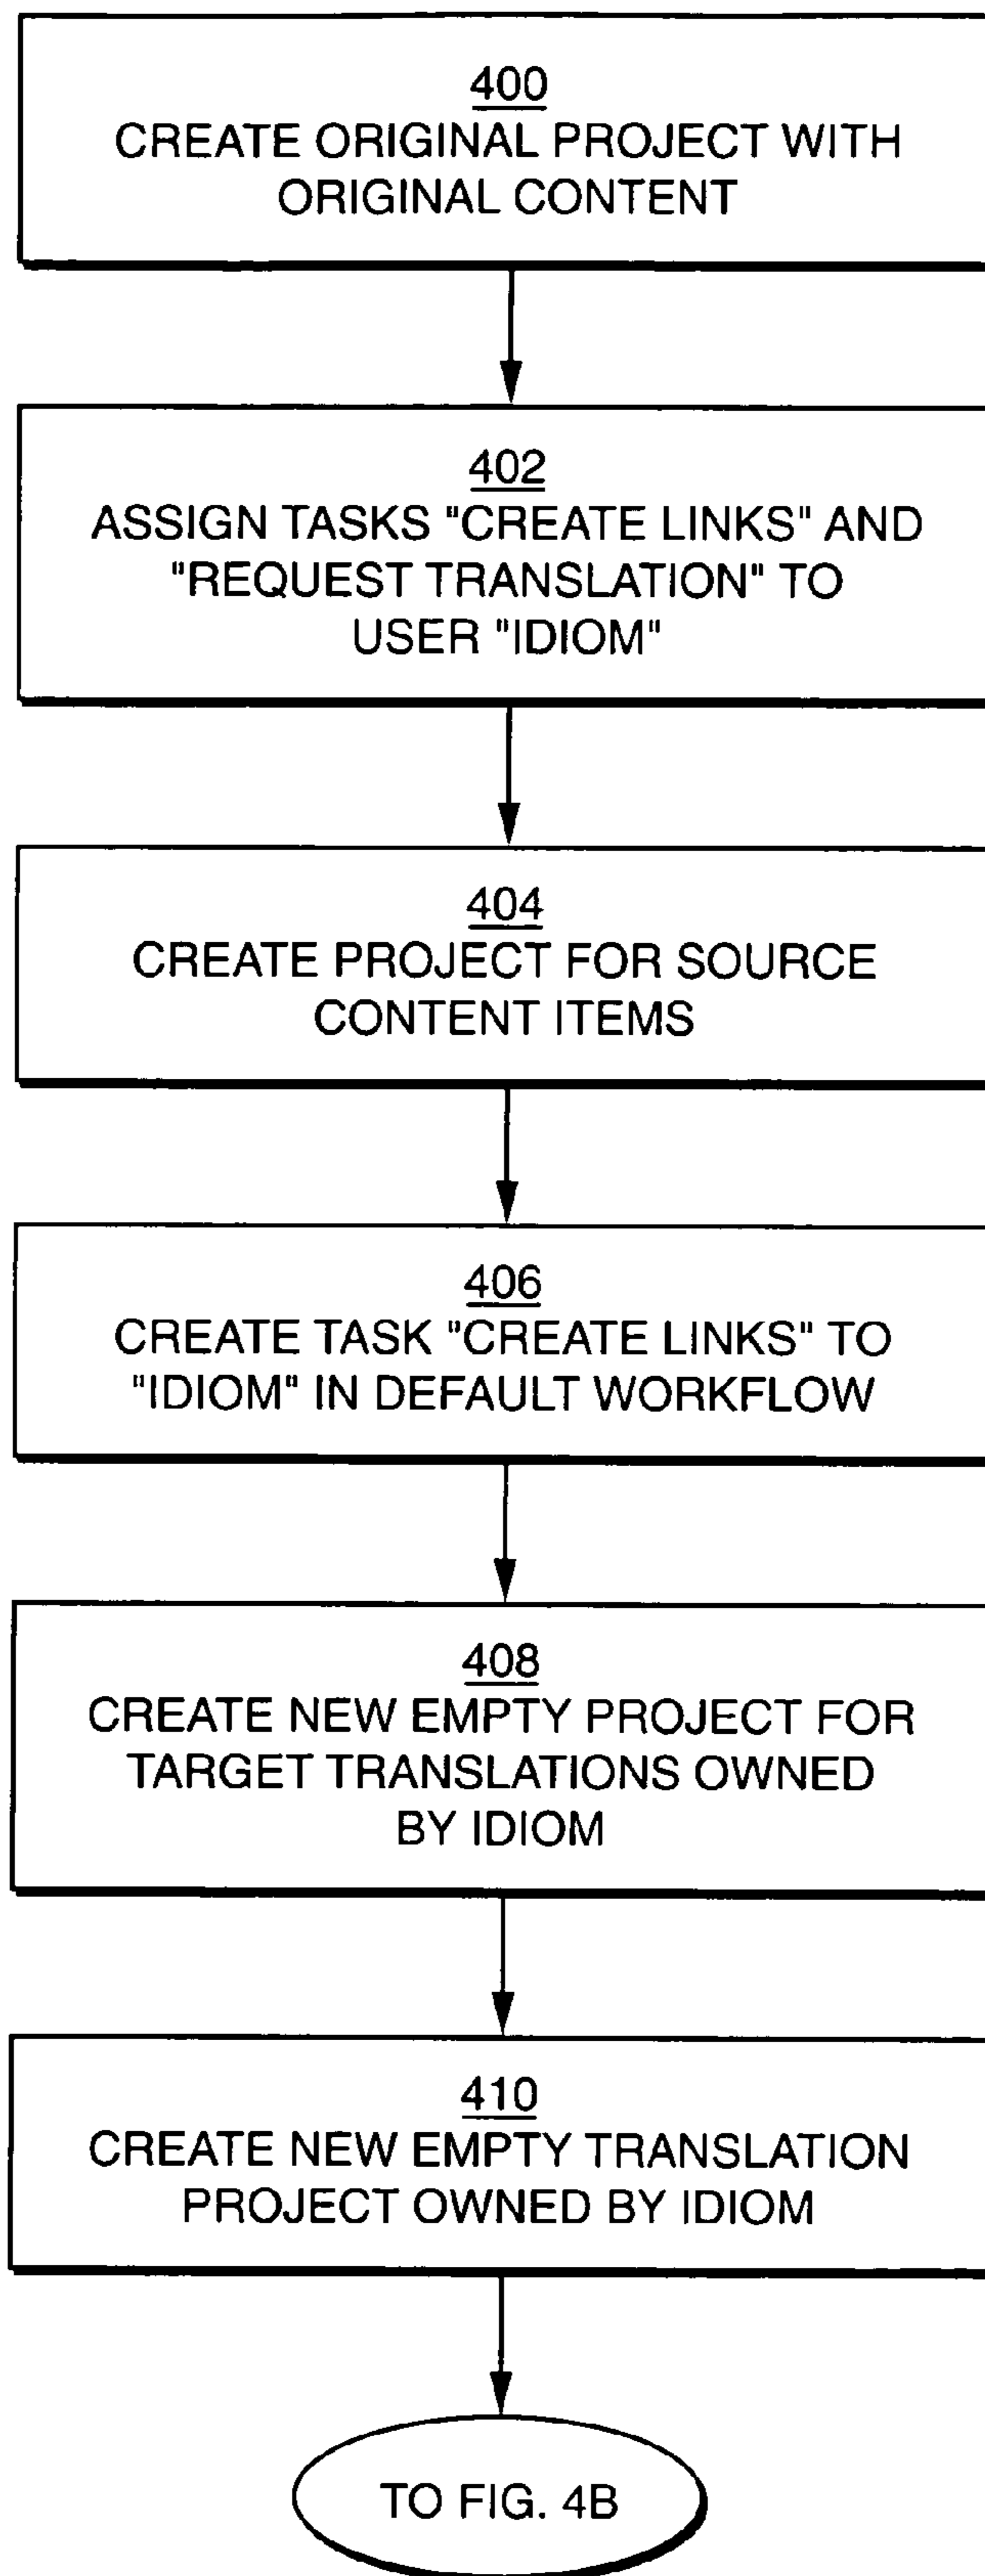 400
CREATE ORIGINAL PROJECT WITH
ORIGINAL CONTENT
402
ASSIGN TASKS "CREATE LINKS" AND
"REQUEST TRANSLATION" TO
USER "IDIOM"
404
CREATE PROJECT FOR SOURCE
CONTENT ITEMS
406
CREATE TASK "CREATE LINKS" TO
"IDIOM" IN DEFAULT WORKFLOW
408
CREATE NEW EMPTY PROJECT FOR
TARGET TRANSLATIONS OWNED
BY IDIOM
410
CREATE NEW EMPTY TRANSLATION
PROJECT OWNED BY IDIOM
TO FIG. 4B